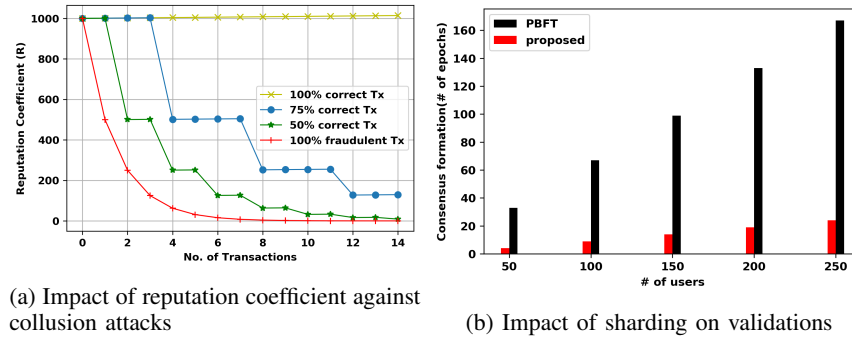 1000
800
600
400
200
0
Reputation Coefficient (R)
100% correct Tx
75% correct Tx
50% correct Tx
100% fraudulent Tx
0 2 4 6 8 10 12 14
No. of Transactions
(a) Impact of reputation coefficient against
collusion attacks
PBFT
proposed
160
140
120
100
80
60
40
20
0
Consensus formation(# of epochs)
50 100 150 200 250
# of users
(b) Impact of sharding on validations